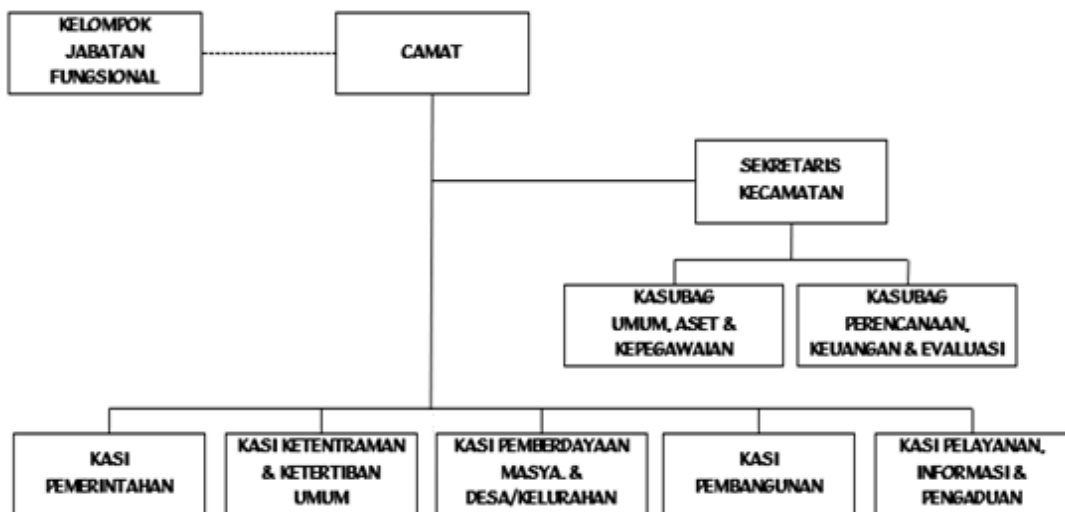 KELOMPOK
JABATAN
FUNGSIONAL
CAMAT
SEKRETARIS
KECAMATAN
KASUBAG
UMUM, ASET &
KEPEGAWAIAN
KASUBAG
PERENCANAAN,
KEUANGAN & EVALUASI
KASI
PEMERINTAHAN
KASI KETENTRAMAN
& KETERTIBAN
UMUM
KASI PEMBERDAYAAN
MASYA. &
DESA/KELURAHAN
KASI
PEMBANGUNAN
KASI PELAYANAN,
INFORMASI &
PENGADUAN